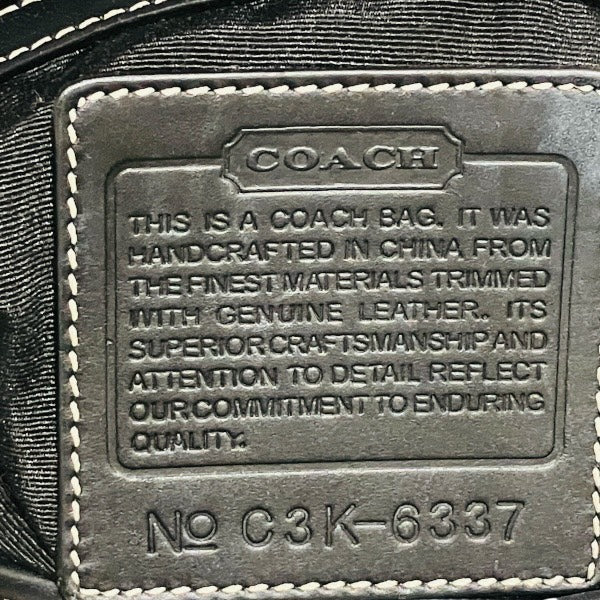 COACH
THIS IS A COACH BAG. IT WAS
HANDCRAFTED IN CHINA FROM
THE FINEST MATERIALS TRIMMED
WITH GENUINE LEATHER. ITS
SUPERIOR CRAFTSMANSHIP AND
ATTENTION TO DETAIL REFLECT
OUR COMMITMENT TO ENDURING
QUALITY.
No C3K-6337